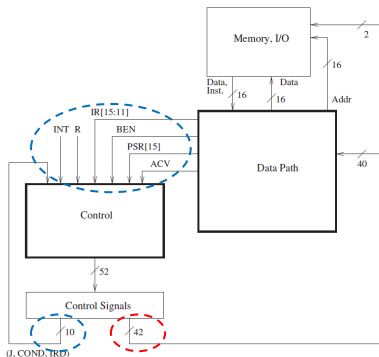 Memory, I/O
2
16
Data,
Inst.
16
Data
16
Addr
IR[15:11]
INT R
BEN
PSR[15]
ACV
Data Path
40
Control
52
Control Signals
10
42
(J, COND, IRD)